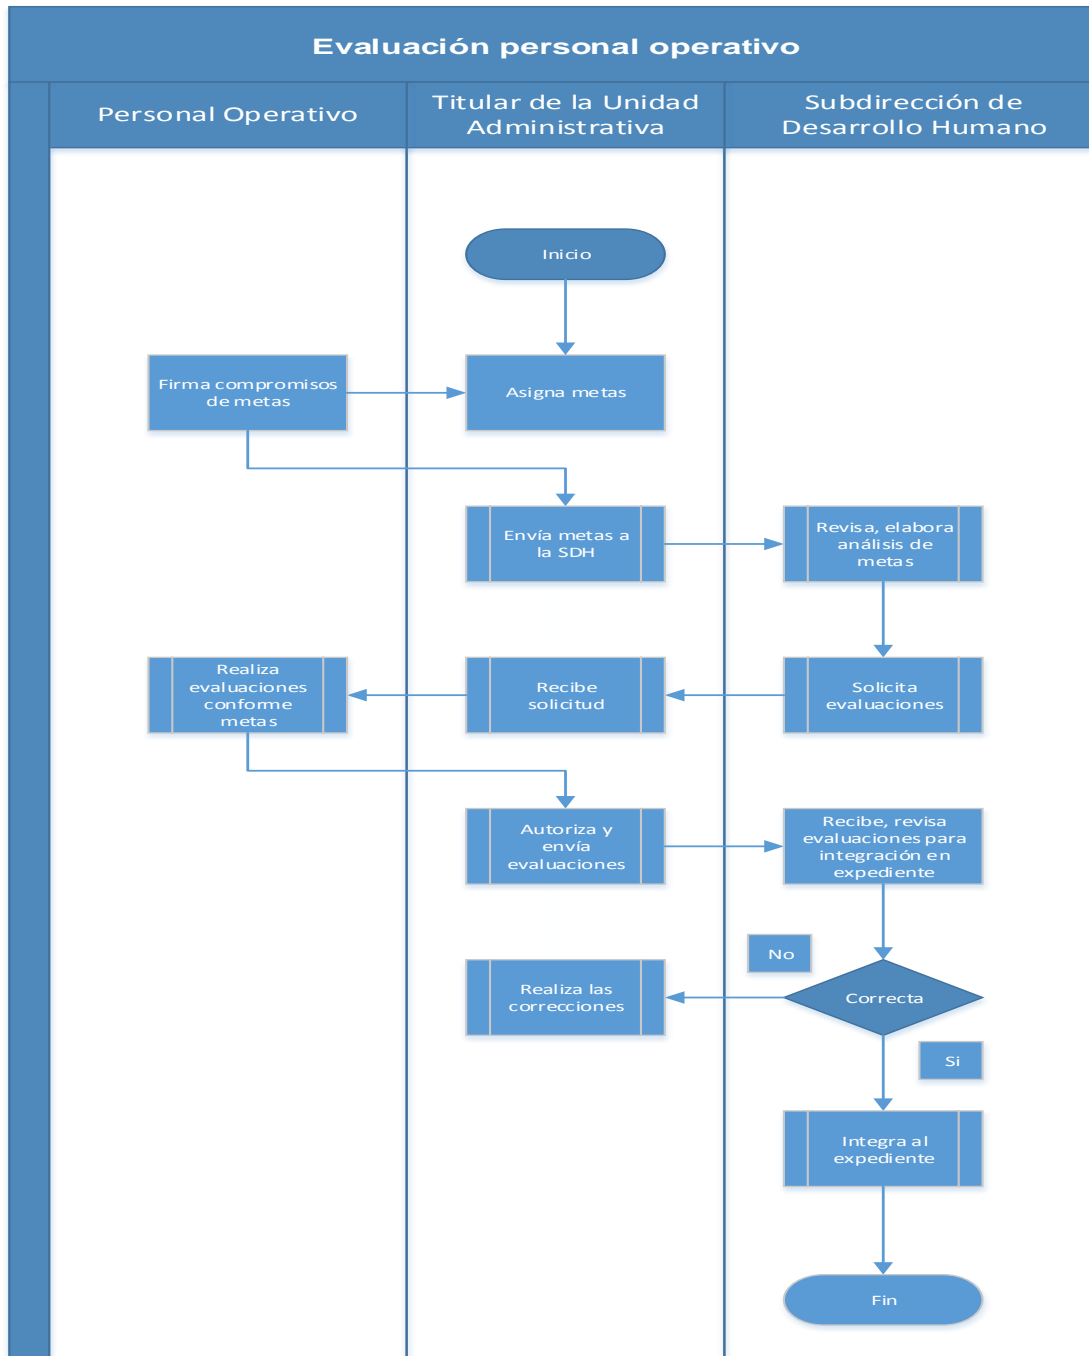 Evaluación personal operativo
Personal Operativo
Titular de la Unidad
Administrativa
Subdirección de
Desarrollo Humano
Inicio
Firma compromisos
de metas
Asigna metas
Envía metas a
la SDH
Revisa, elabora
análisis de
metas
Realiza
evaluaciones
conforme
metas
Recibe
solicitud
Solicita
evaluaciones
Autoriza y
envía
evaluaciones
Recibe, revisa
evaluaciones para
integración en
expediente
No
Realiza las
correcciones
Correcta
Si
Integra al
expediente
Fin